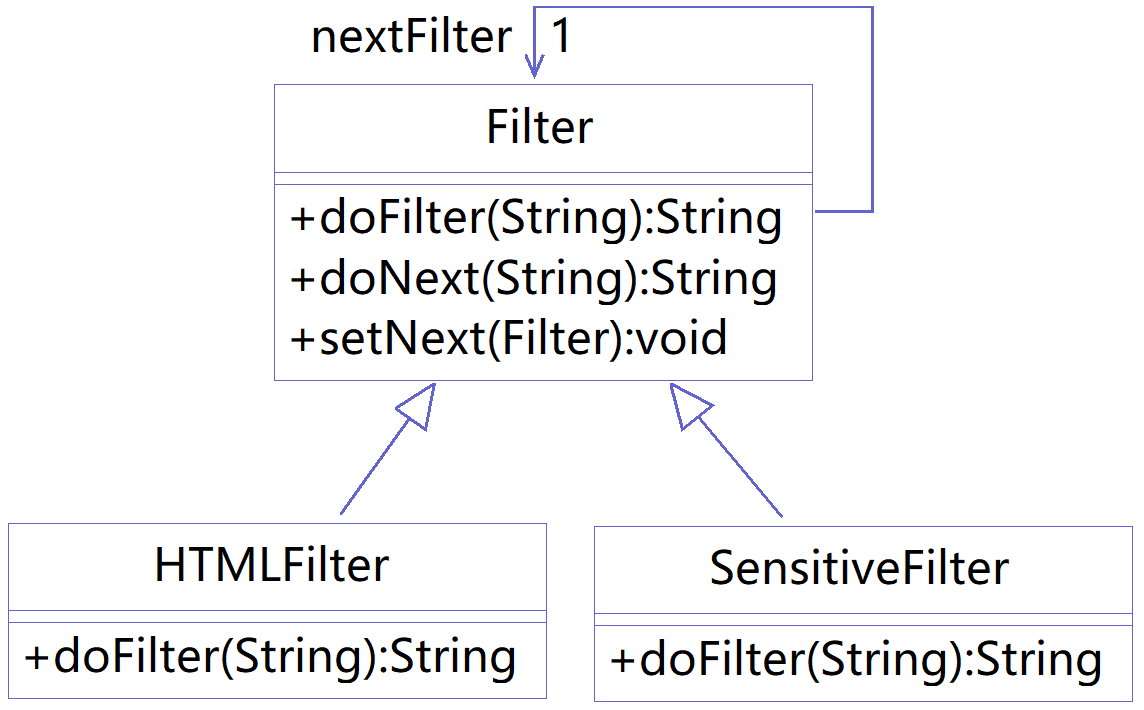 nextFilter 1
Filter
+doFilter(String):String
+doNext(String):String
+setNext(Filter):void
HTMLFilter
+doFilter(String):String
SensitiveFilter
+doFilter(String):String